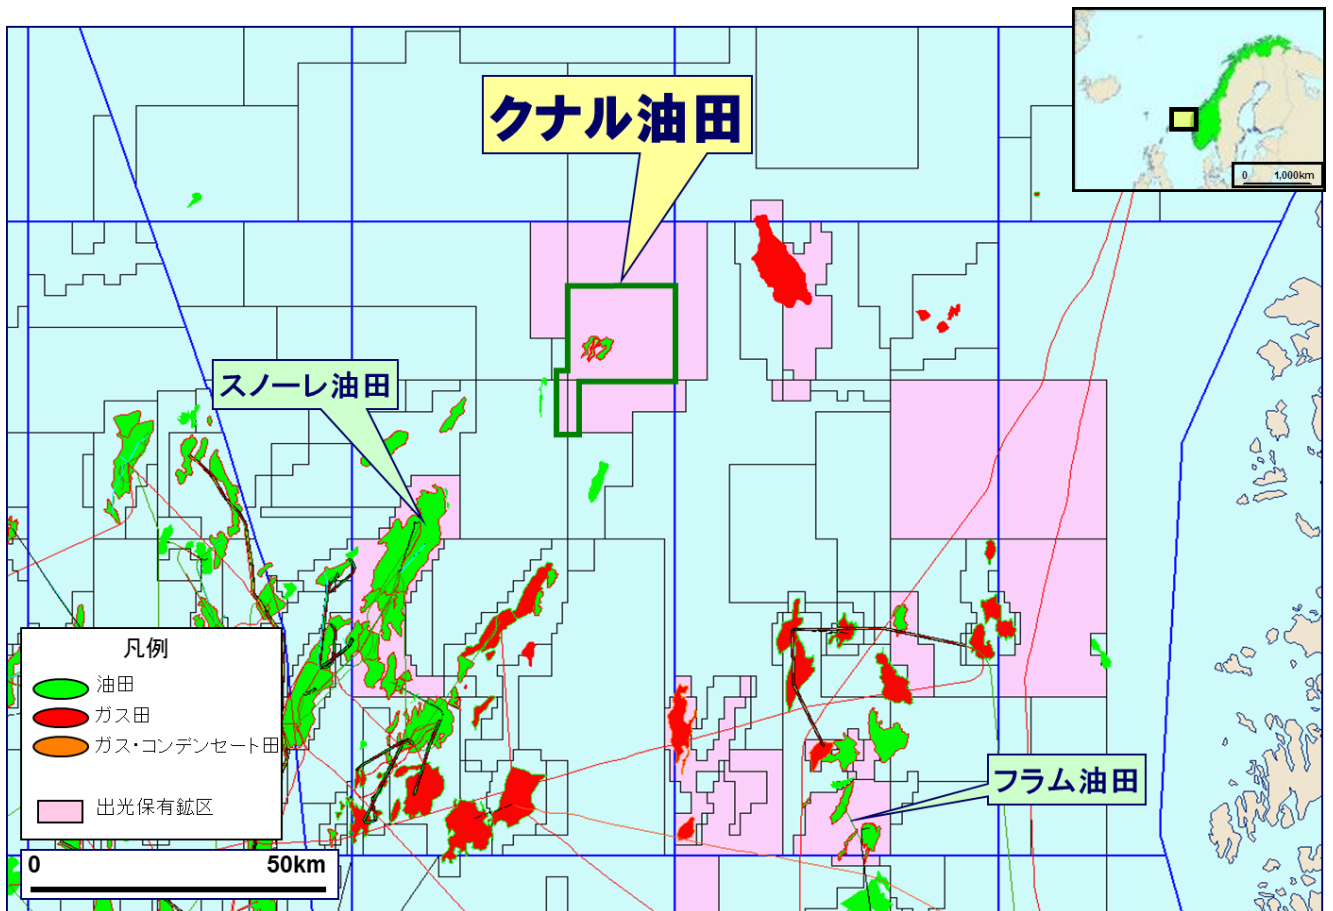 クナル油田
0 1,000km
スノーレ油田
凡例
油田
ガス田
ガス・コンデンセート田
出光保有鉱区
フラム油田
0 50km